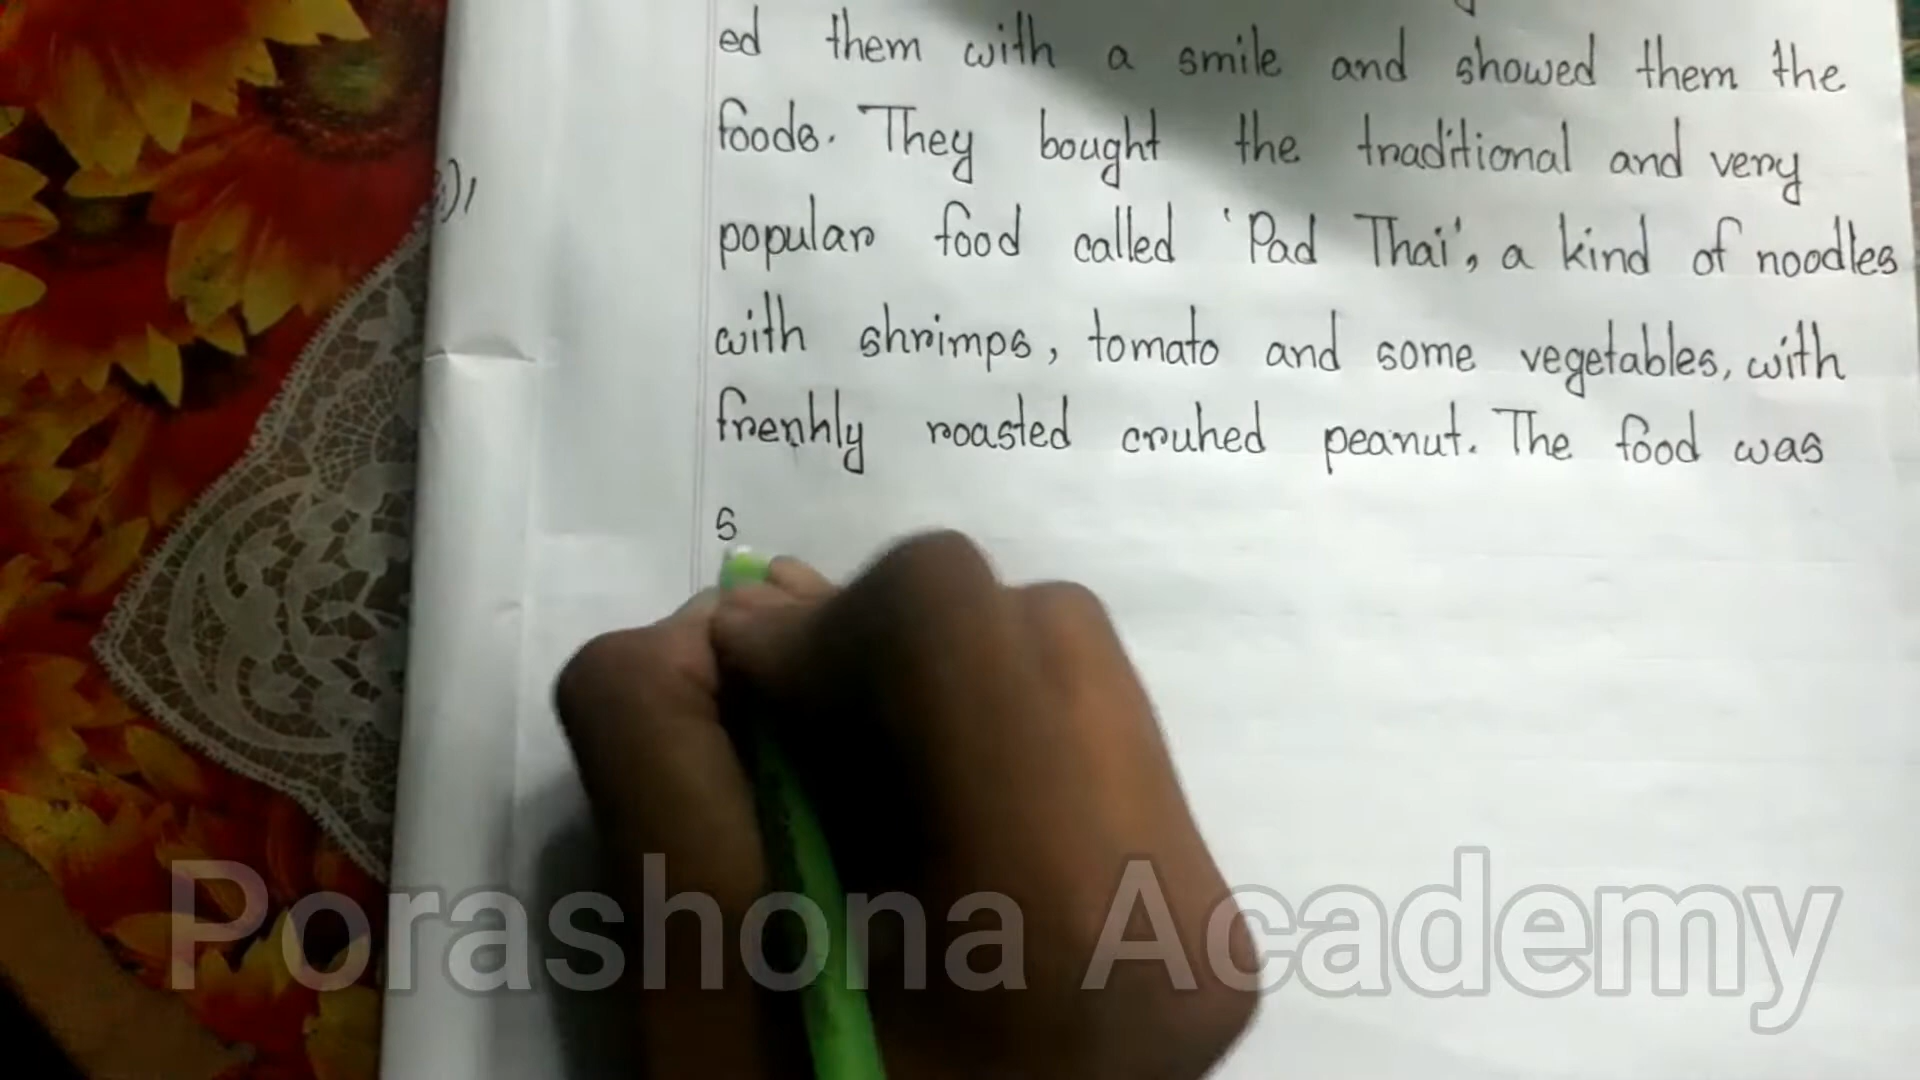 ed them with a smile and showed them the
foods. They bought the traditional and very
popular food called 'Pad Thai', a kind of noodles
with shrimps, tomato and some vegetables, with
frenhly roasted cruhed peanut. The food was
s
Porashona Academy